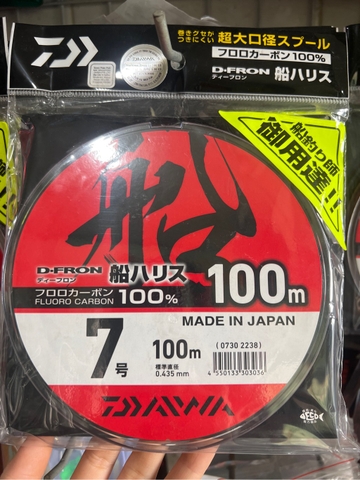 DAIWA
巻きグセが
つきにくい
超大口径スプール
フロロカーボン100%
D-FRON
ディーフロン
船ハリス
船釣り師
御用達!!
船
D-FRON
ディーフロン
船ハリス
100m
フロロカーボン
FLUORO CARBON
100%
MADE IN JAPAN
7号
100m
標準直径
0.435 mm
(0730 2238)
4 550133 303036
DAIWA